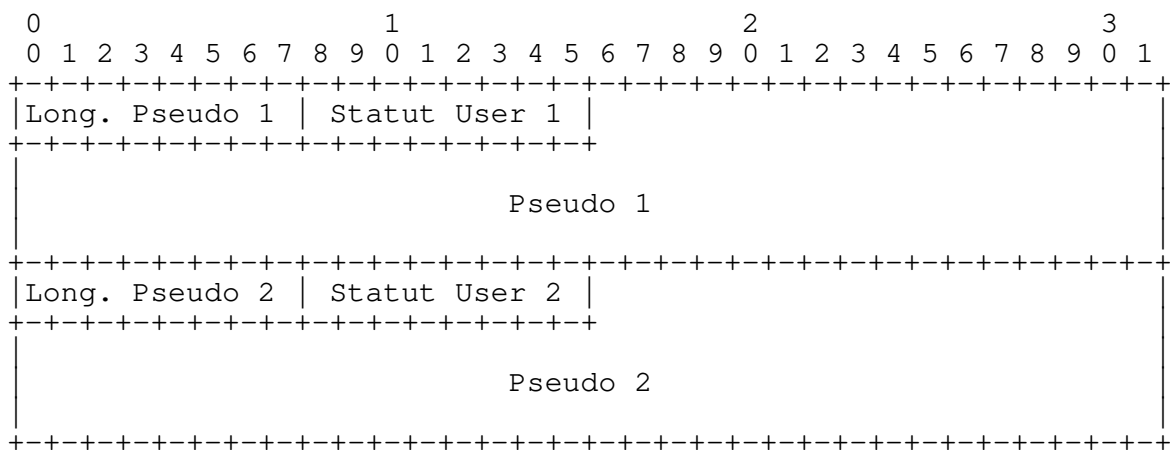 0 1 2 3
0 1 2 3 4 5 6 7 8 9 0 1 2 3 4 5 6 7 8 9 0 1 2 3 4 5 6 7 8 9 0 1
+-+-+-+-+-+-+-+-+-+-+-+-+-+-+-+-+-+-+-+-+-+-+-+-+-+-+-+-+-+-+-+-+
|Long. Pseudo 1 | Statut User 1 | |
+-+-+-+-+-+-+-+-+-+-+-+-+-+-+-+-+ |
| |
| Pseudo 1 |
| |
+-+-+-+-+-+-+-+-+-+-+-+-+-+-+-+-+-+-+-+-+-+-+-+-+-+-+-+-+-+-+-+-+
|Long. Pseudo 2 | Statut User 2 | |
+-+-+-+-+-+-+-+-+-+-+-+-+-+-+-+-+ |
| |
| Pseudo 2 |
| |
+-+-+-+-+-+-+-+-+-+-+-+-+-+-+-+-+-+-+-+-+-+-+-+-+-+-+-+-+-+-+-+-+